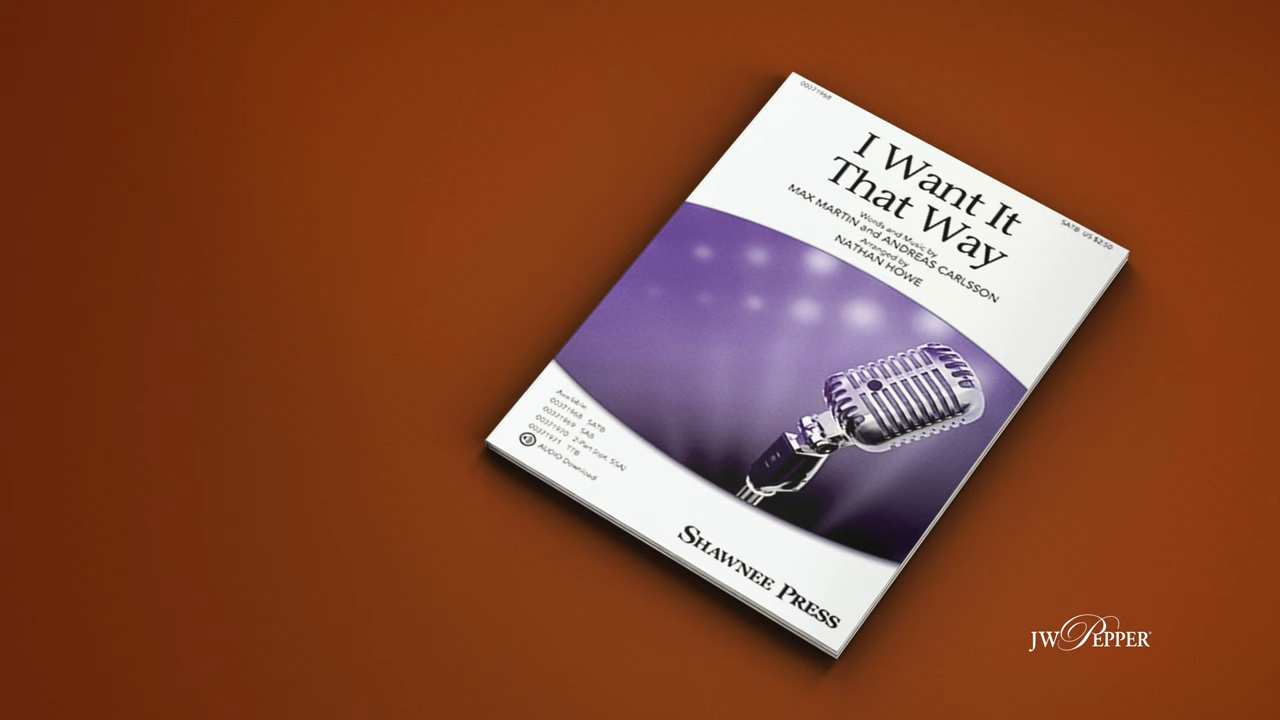 00371968
SATB US $2.50
I Want It
That Way
Words and Music by
MAX MARTIN and ANDREAS CARLSSON
Arranged by
NATHAN HOWE
Available:
00371968 SATB
00371969 SAB
00371970 2-Part (opt. SSA)
00371971 TTB
AUDIO Download
SHAWNEE PRESS
JW PEPPER®